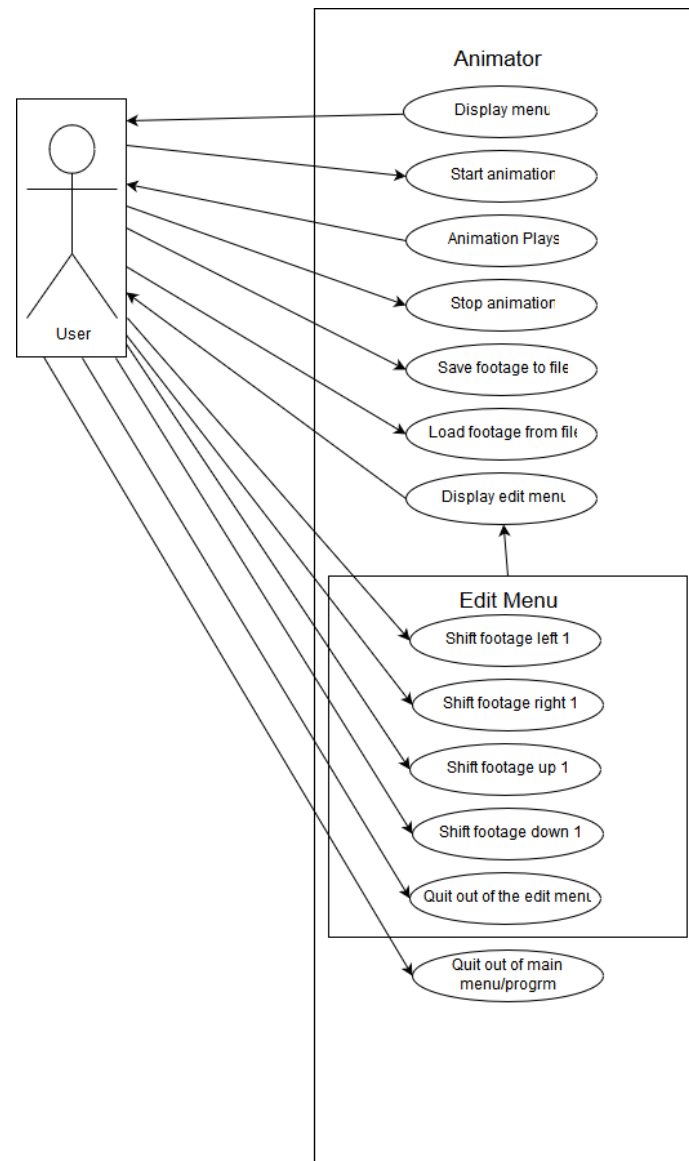 Animator
Display menu
Start animation
Animation Plays
Stop animation
User
Save footage to file
Load footage from file
Display edit menu
Edit Menu
Shift footage left 1
Shift footage right 1
Shift footage up 1
Shift footage down 1
Quit out of the edit menu
Quit out of main
menu/progrm